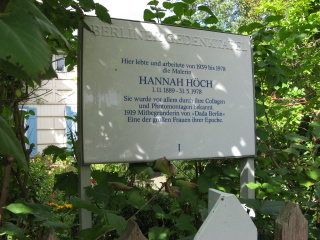 BERLINER GEDENKTAFEL
Hier lebte und arbeitete von 1939 bis 1978
die Malerin
HANNAH HÖCH
1.11.1889 – 31.5.1978
Sie wurde vor allem durch ihre Collagen
und Photomontagen bekannt.
1919 Mitbegründerin von «Dada Berlin»
Eine der großen Frauen ihrer Epoche.